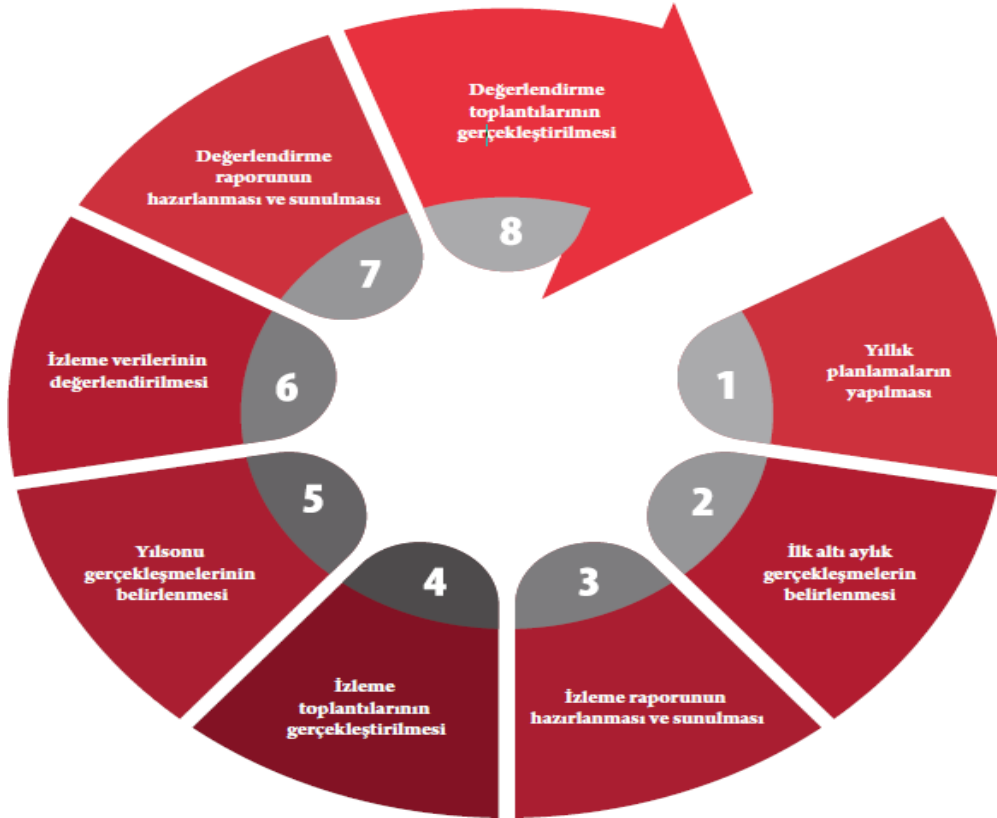 1
Yıllık
planlamaların
yapılması
2
İlk altı aylık
gerçekleşmelerin
belirlenmesi
3
İzleme raporunun
hazırlanması ve sunulması
4
İzleme
toplantılarının
gerçekleştirilmesi
5
Yılsonu
gerçekleşmelerinin
belirlenmesi
6
İzleme verilerinin
değerlendirilmesi
7
Değerlendirme
raporunun
hazırlanması ve sunulması
8
Değerlendirme
toplantılarının
gerçekleştirilmesi